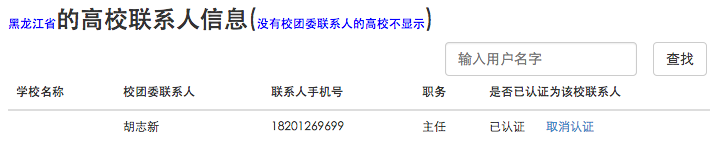 黑龙江省的高校联系人信息(没有校团委联系人的高校不显示)
输入用户名字 查找
学校名称 校团委联系人 联系人手机号 职务 是否已认证为该校联系人
胡志新 18201269699 主任 已认证 取消认证